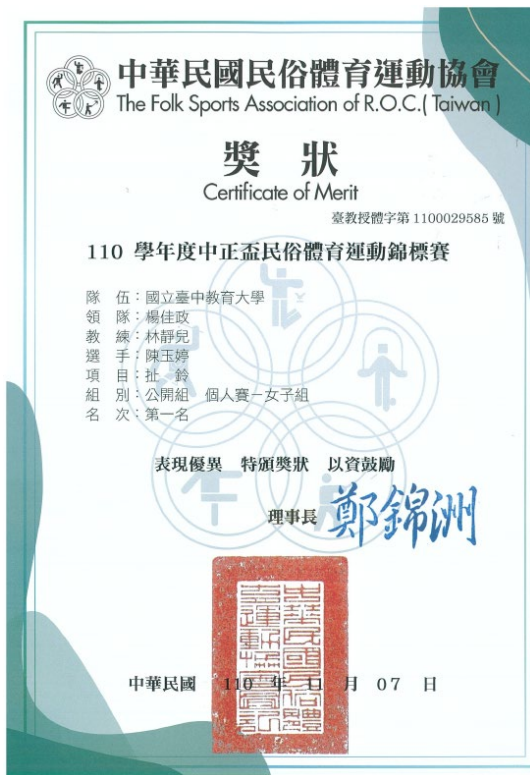 中華民國民俗體育運動協會
The Folk Sports Association of R.O.C.( Taiwan )
獎 狀
Certificate of Merit
臺教授體字第 1100029585 號
110 學年度中正盃民俗體育運動錦標賽
隊 伍：國立臺中教育大學
領 隊：楊佳政
教 練：林靜兒
選 手：陳玉婷
項 目：扯 鈴
組 別：公開組 個人賽－女子組
名 次：第一名
表現優異 特頒獎狀 以資鼓勵
理事長 鄭錦洲
中華民國 110 年 11 月 07 日